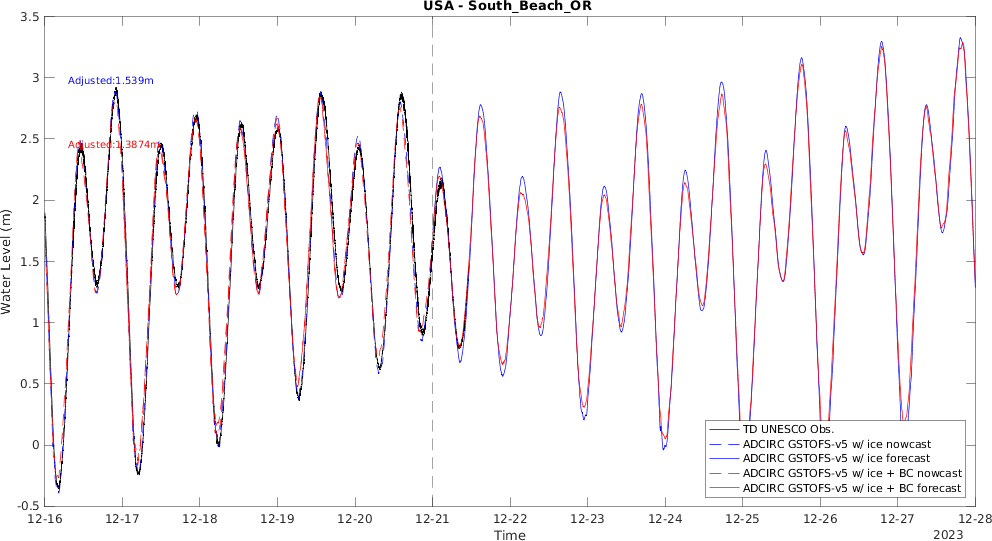 USA - South_Beach_OR
3.5
3
2.5
2
1.5
1
0.5
0
-0.5
Water Level (m)
Adjusted:1.539m
Adjusted:1.3874m
TD UNESCO Obs.
ADCIRC GSTOFS-v5 w/ ice nowcast
ADCIRC GSTOFS-v5 w/ ice forecast
ADCIRC GSTOFS-v5 w/ ice + BC nowcast
ADCIRC GSTOFS-v5 w/ ice + BC forecast
12-16 12-17 12-18 12-19 12-20 12-21 12-22 12-23 12-24 12-25 12-26 12-27 12-28
Time
2023